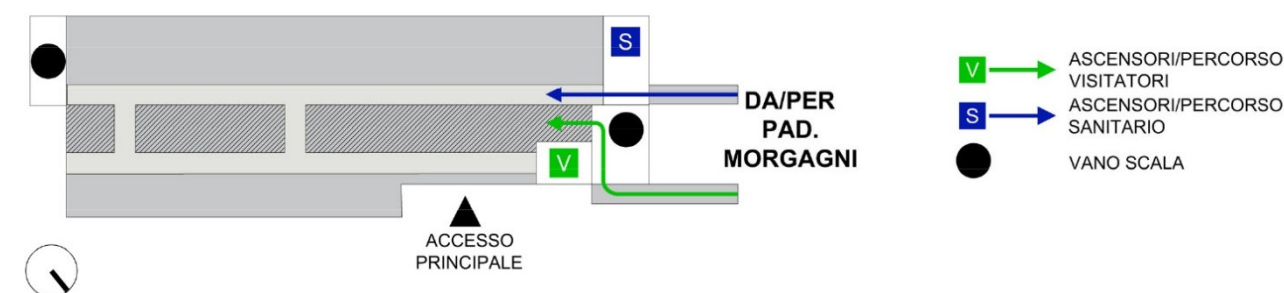 S
V
DA/PER
PAD.
MORGAGNI
ACCESSO
PRINCIPALE
V
ASCENSORI/PERCORSO
VISITATORI
S
ASCENSORI/PERCORSO
SANITARIO
VANO SCALA